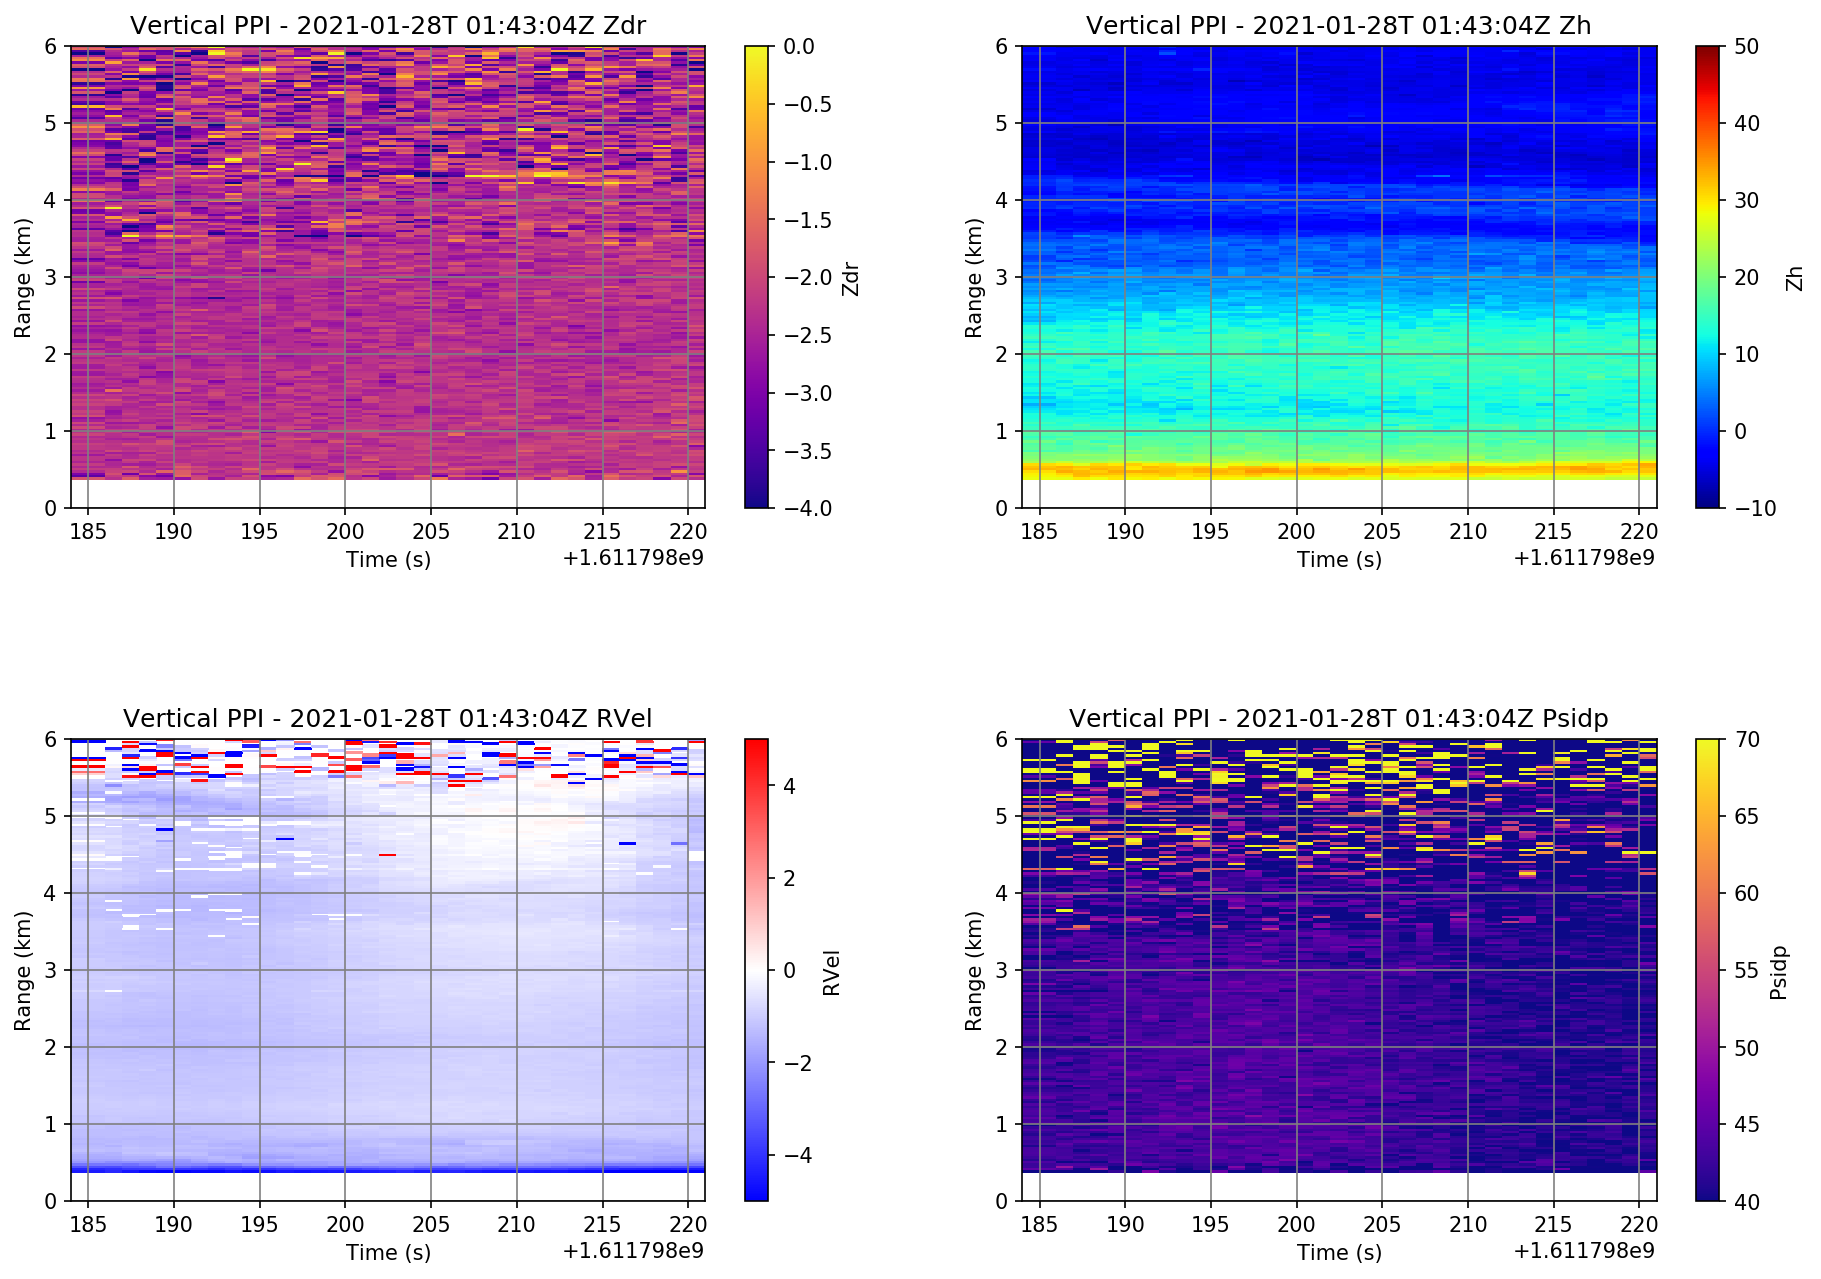 Vertical PPI - 2021-01-28T 01:43:04Z Zdr
6
5
4
3
2
1
0
Range (km)
185 190 195 200 205 210 215 220
Time (s)
+1.611798e9
0.0
−0.5
−1.0
−1.5
−2.0
−2.5
−3.0
−3.5
−4.0
Zdr
Vertical PPI - 2021-01-28T 01:43:04Z Zh
6
5
4
3
2
1
0
Range (km)
185 190 195 200 205 210 215 220
Time (s)
+1.611798e9
50
40
30
20
10
0
−10
Zh
Vertical PPI - 2021-01-28T 01:43:04Z RVel
6
5
4
3
2
1
0
Range (km)
185 190 195 200 205 210 215 220
Time (s)
+1.611798e9
4
2
0
−2
−4
RVel
Vertical PPI - 2021-01-28T 01:43:04Z Psidp
6
5
4
3
2
1
0
Range (km)
185 190 195 200 205 210 215 220
Time (s)
+1.611798e9
70
65
60
55
50
45
40
Psidp